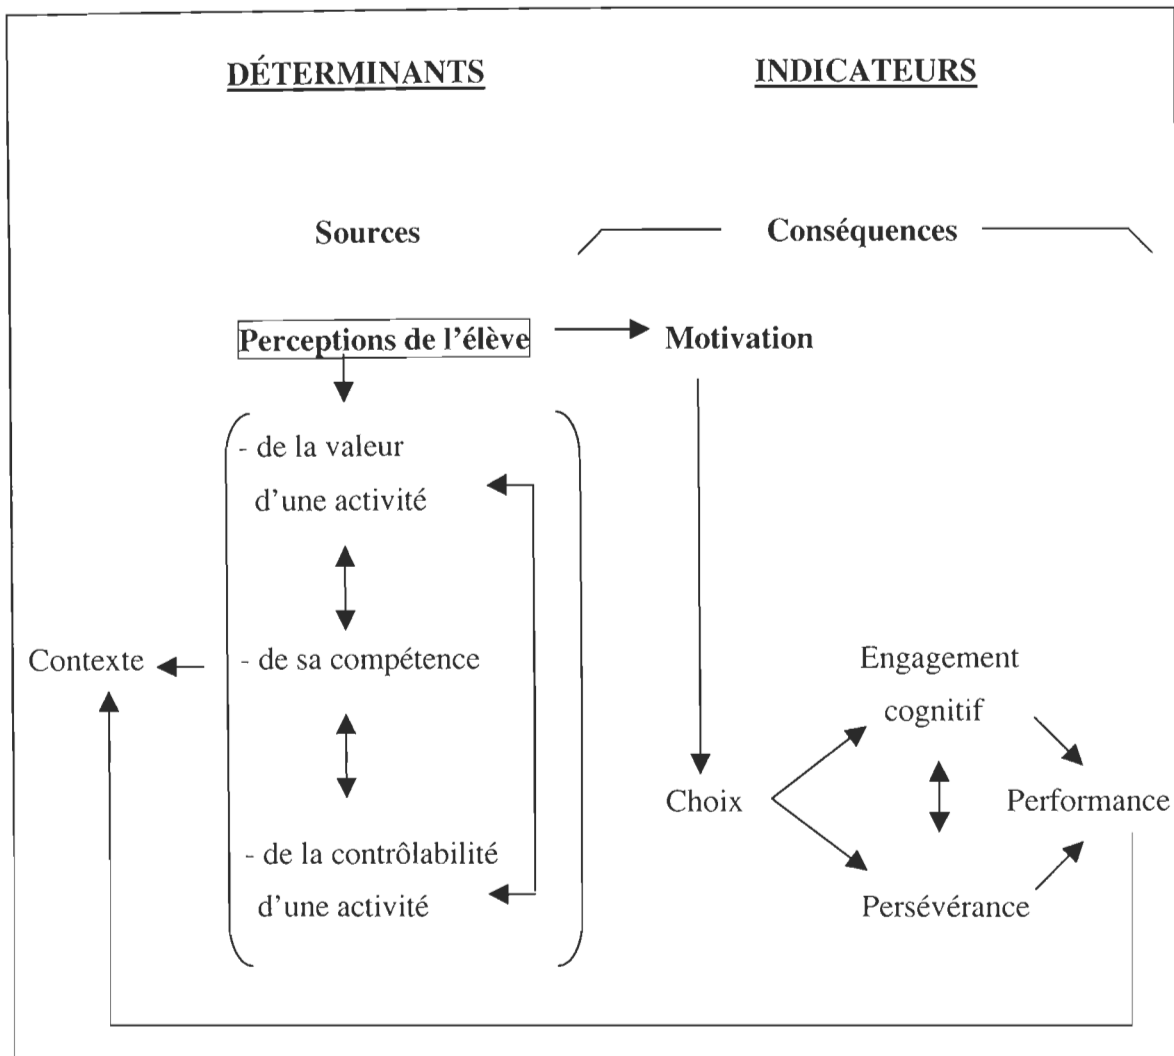 DÉTERMINANTS
INDICATEURS
Sources
Conséquences
Perceptions de l'élève
Motivation
- de la valeur
d'une activité
Contexte
- de sa compétence
- de la contrôlabilité
d'une activité
Choix
Engagement
cognitif
Performance
Persévérance